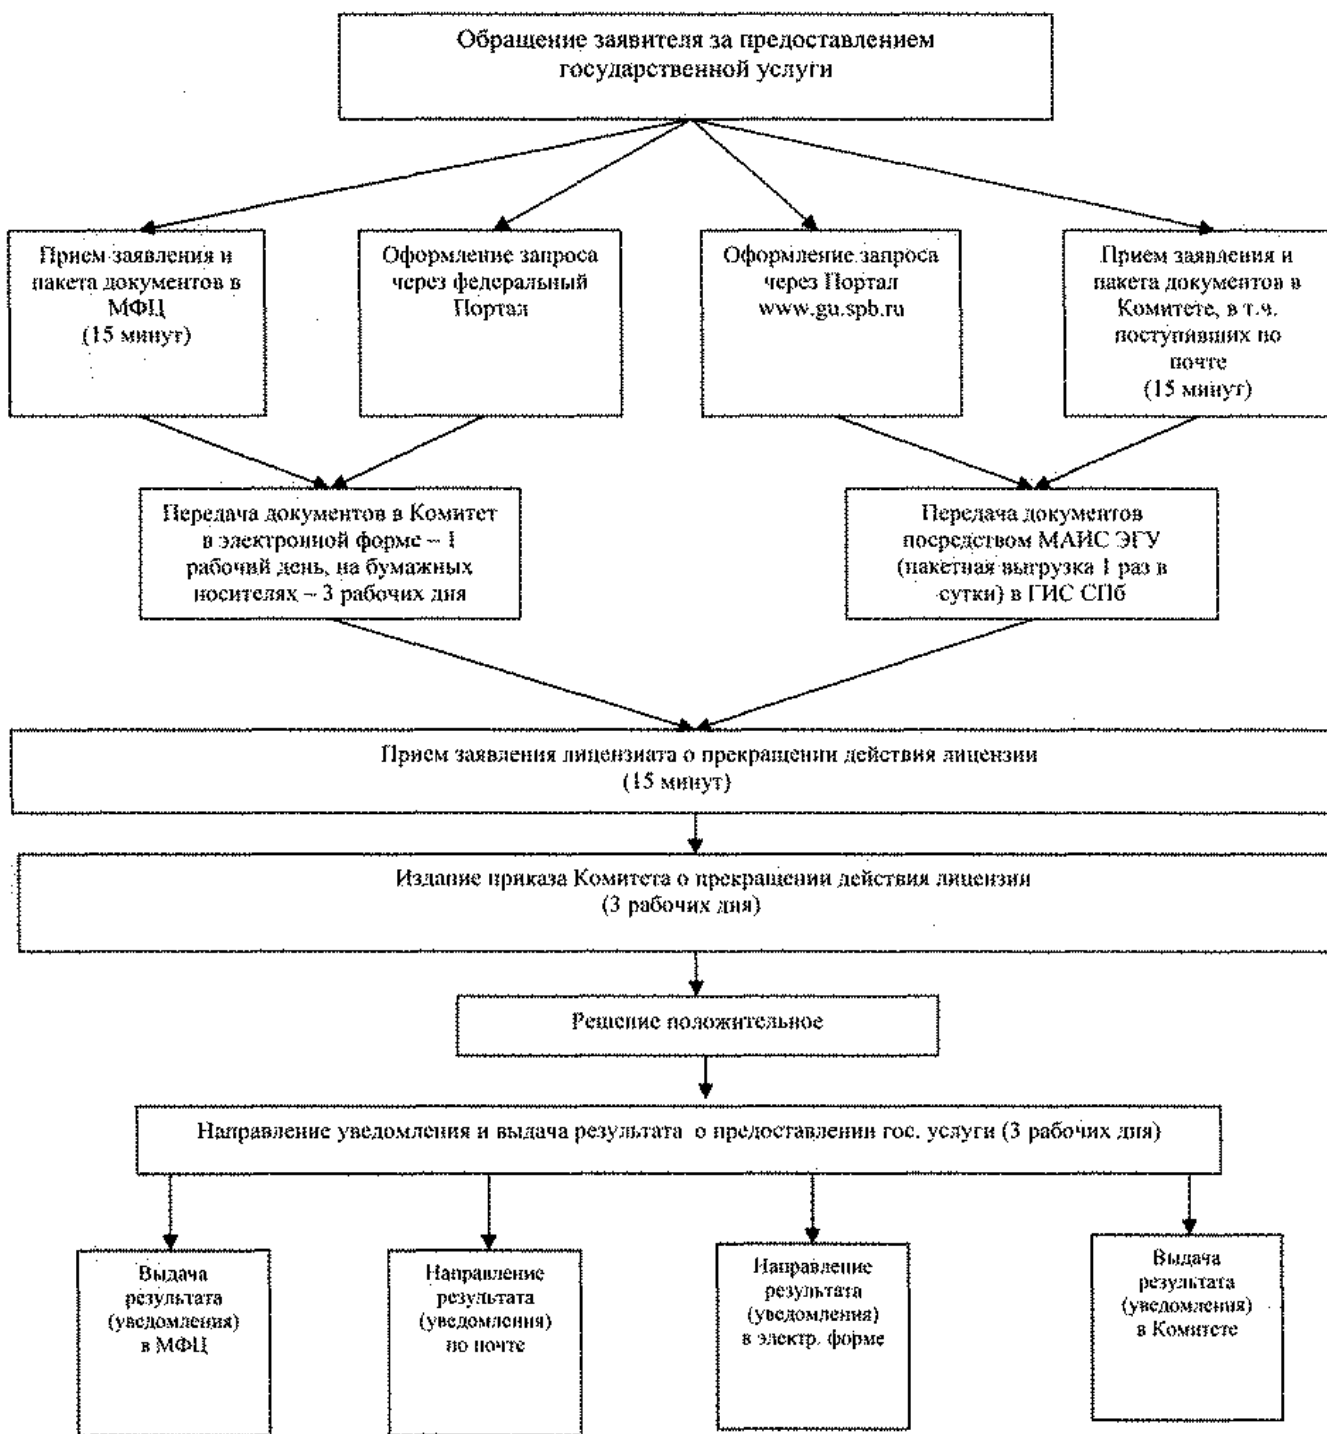 Обращение заявителя за предоставлением
государственной услуги
Прием заявления и
пакета документов в
МФЦ
(15 минут)
Оформление запроса
через федеральный
Портал
Оформление запроса
через Портал
www.gu.spb.ru
Прием заявления и
пакета документов в
Комитете, в т.ч.
поступивших по
почте
(15 минут)
Передача документов в Комитет
в электронной форме – 1
рабочий день, на бумажных
носителях – 3 рабочих дня
Передача документов
посредством МАИС ЭГУ
(пакетная выгрузка 1 раз в
сутки) в ГИС СПб
Прием заявления лицензиата о прекращении действия лицензии
(15 минут)
Издание приказа Комитета о прекращении действия лицензии
(3 рабочих дня)
Решение положительное
Направление уведомления и выдача результата о предоставлении гос. услуги (3 рабочих дня)
Выдача
результата
(уведомления)
в МФЦ
Направление
результата
(уведомления)
по почте
Направление
результата
(уведомления)
в электр. форме
Выдача
результата
(уведомления)
в Комитете